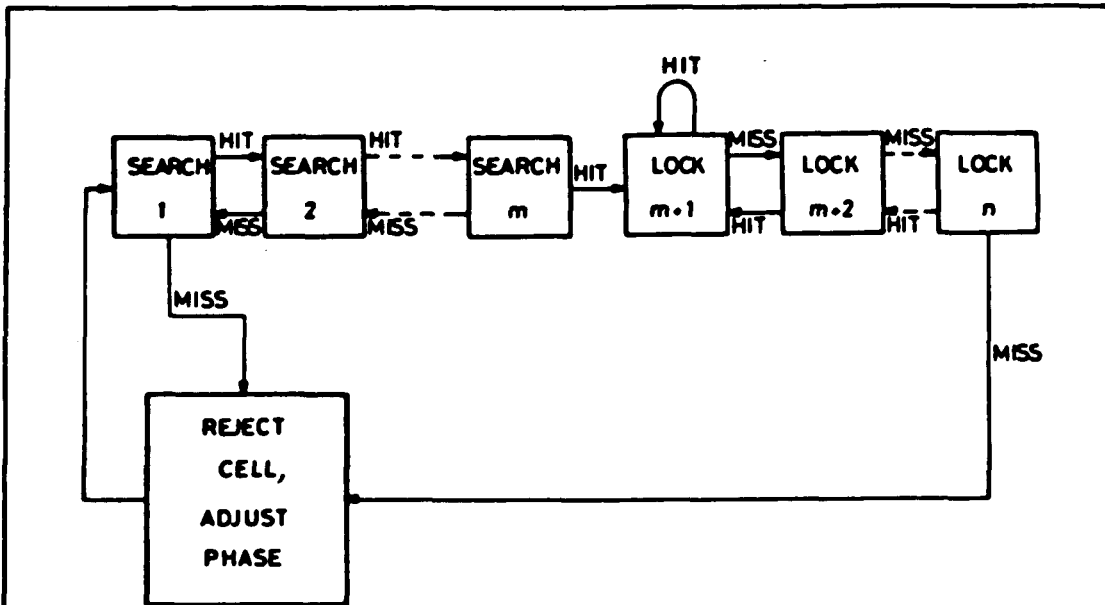 HIT
HIT
HIT
MISS
MISS
SEARCH
1
SEARCH
2
SEARCH
m
HIT
LOCK
m+1
LOCK
m+2
LOCK
n
MISS
MISS
HIT
HIT
MISS
MISS
REJECT
CELL,
ADJUST
PHASE